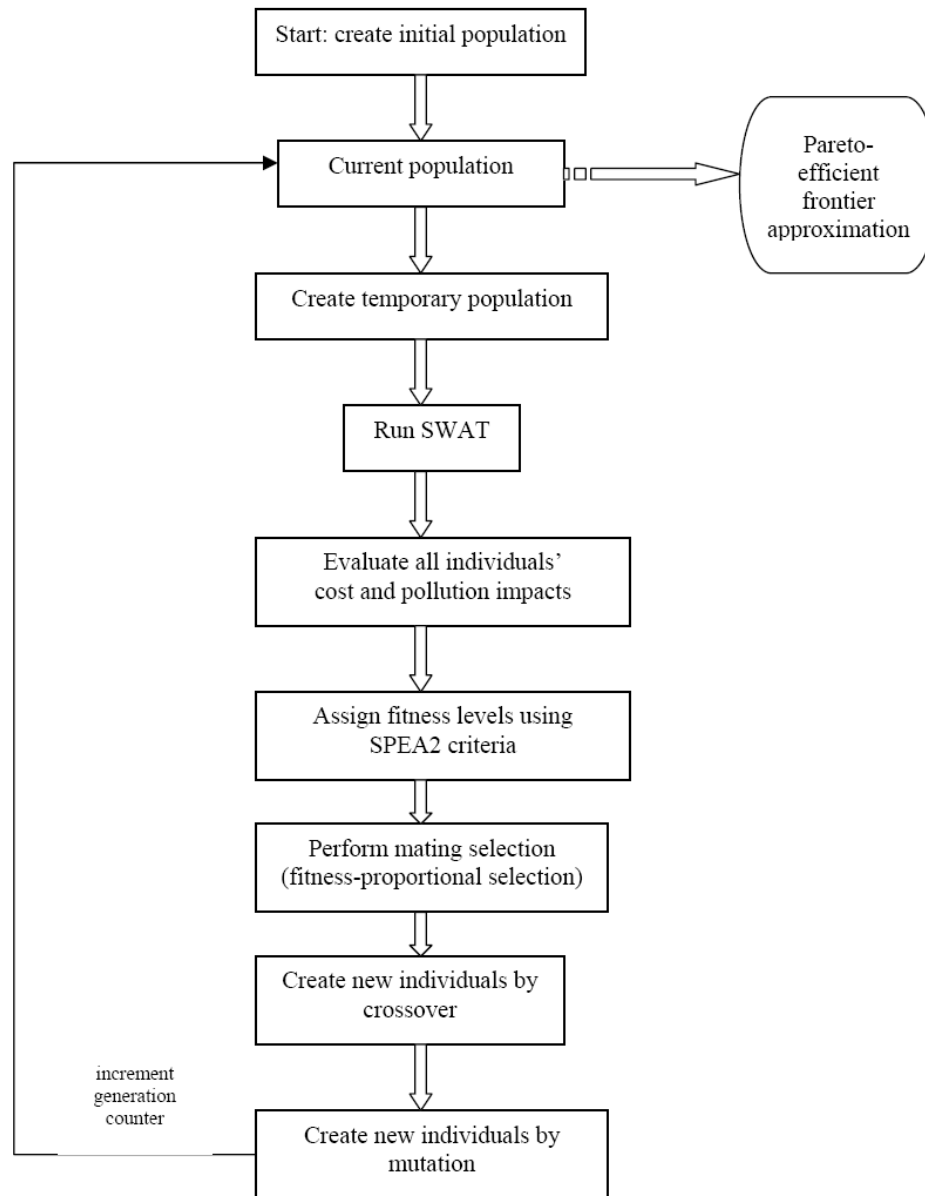 Start: create initial population
Current population
Pareto-
efficient
frontier
approximation
Create temporary population
Run SWAT
Evaluate all individuals’
cost and pollution impacts
Assign fitness levels using
SPEA2 criteria
Perform mating selection
(fitness-proportional selection)
Create new individuals by
crossover
increment
generation
counter
Create new individuals by
mutation